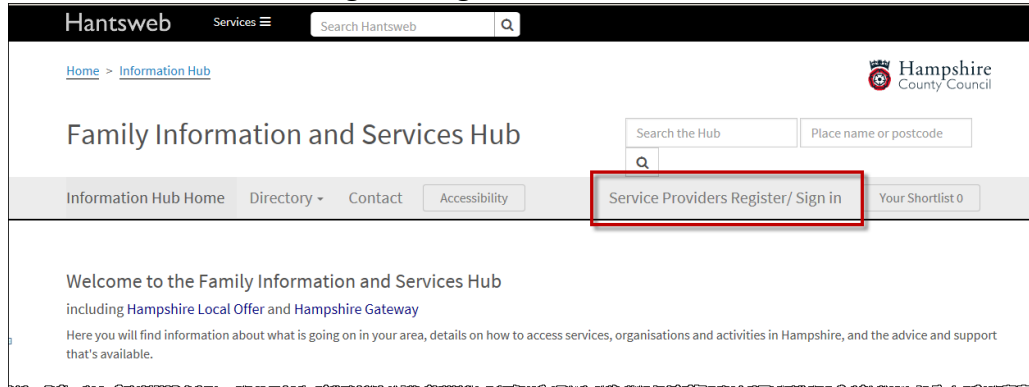 Hantsweb Services Search Hantsweb
Home > Information Hub
Hampshire
County Council
Family Information and Services Hub
Search the Hub Place name or postcode
Information Hub Home Directory Contact Accessibility Service Providers Register/ Sign in Your Shortlist 0
Welcome to the Family Information and Services Hub
including Hampshire Local Offer and Hampshire Gateway
Here you will find information about what is going on in your area, details on how to access services, organisations and activities in Hampshire, and the advice and support
that's available.